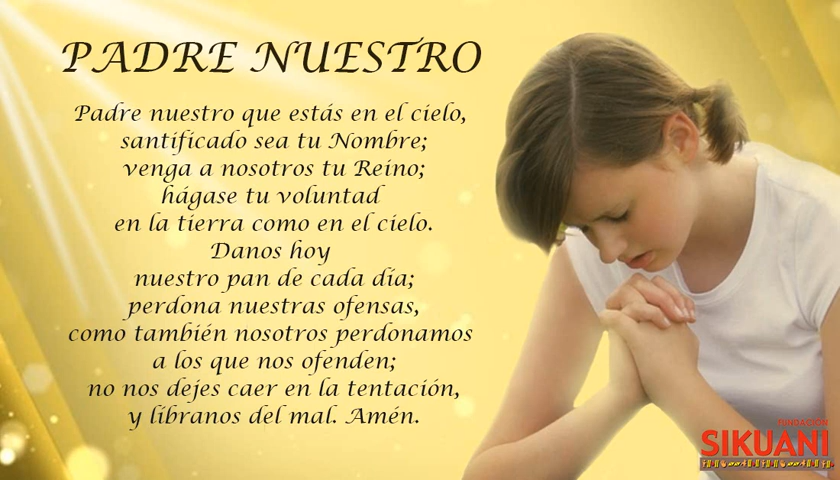 PADRE NUESTRO
Padre nuestro que estás en el cielo,
santificado sea tu Nombre;
venga a nosotros tu Reino;
hágase tu voluntad
en la tierra como en el cielo.
Danos hoy
nuestro pan de cada día;
perdona nuestras ofensas,
como también nosotros perdonamos
a los que nos ofenden;
no nos dejes caer en la tentación,
y líbranos del mal. Amén.
FUNDACIÓN
SIKUANI